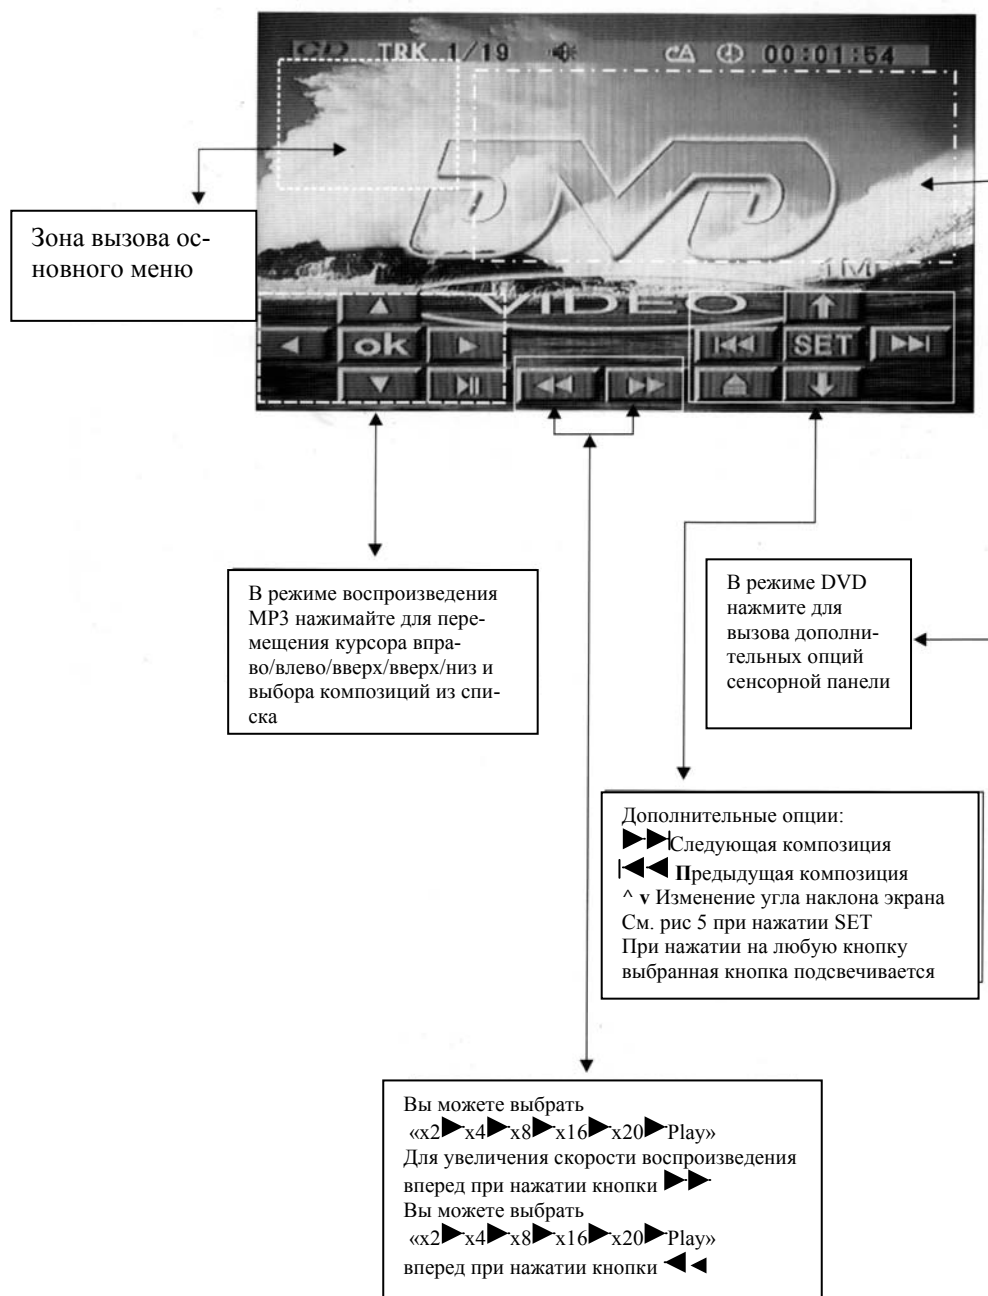 CD TRK 1/19 00:01:54
DVD
VIDEO
ok
SET
Зона вызова ос-
новного меню
В режиме воспроизведения
MP3 нажимайте для пере-
мещения курсора впра-
во/влево/вверх/вверх/низ и
выбора композиций из спи-
ска
В режиме DVD
нажмите для
вызова дополни-
тельных опций
сенсорной панели
Дополнительные опции:
▶▶|Следующая композиция
|◀◀ Предыдущая композиция
^ v Изменение угла наклона экрана
См. рис 5 при нажатии SET
При нажатии на любую кнопку
выбранная кнопка подсвечивается
Вы можете выбрать
«x2▶x4▶x8▶x16▶x20▶Play»
Для увеличения скорости воспроизведения
вперед при нажатии кнопки ▶▶
Вы можете выбрать
«x2▶x4▶x8▶x16▶x20▶Play»
вперед при нажатии кнопки ◀◀